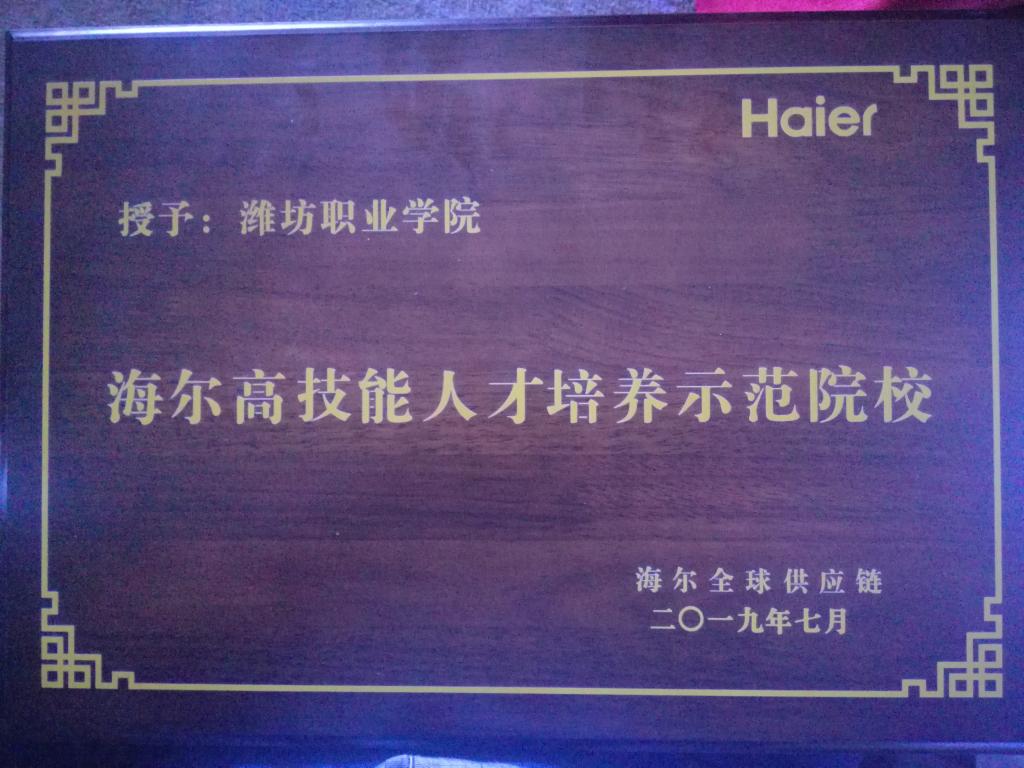 Haier
授予：潍坊职业学院
海尔高技能人才培养示范院校
海尔全球供应链
二〇一九年七月